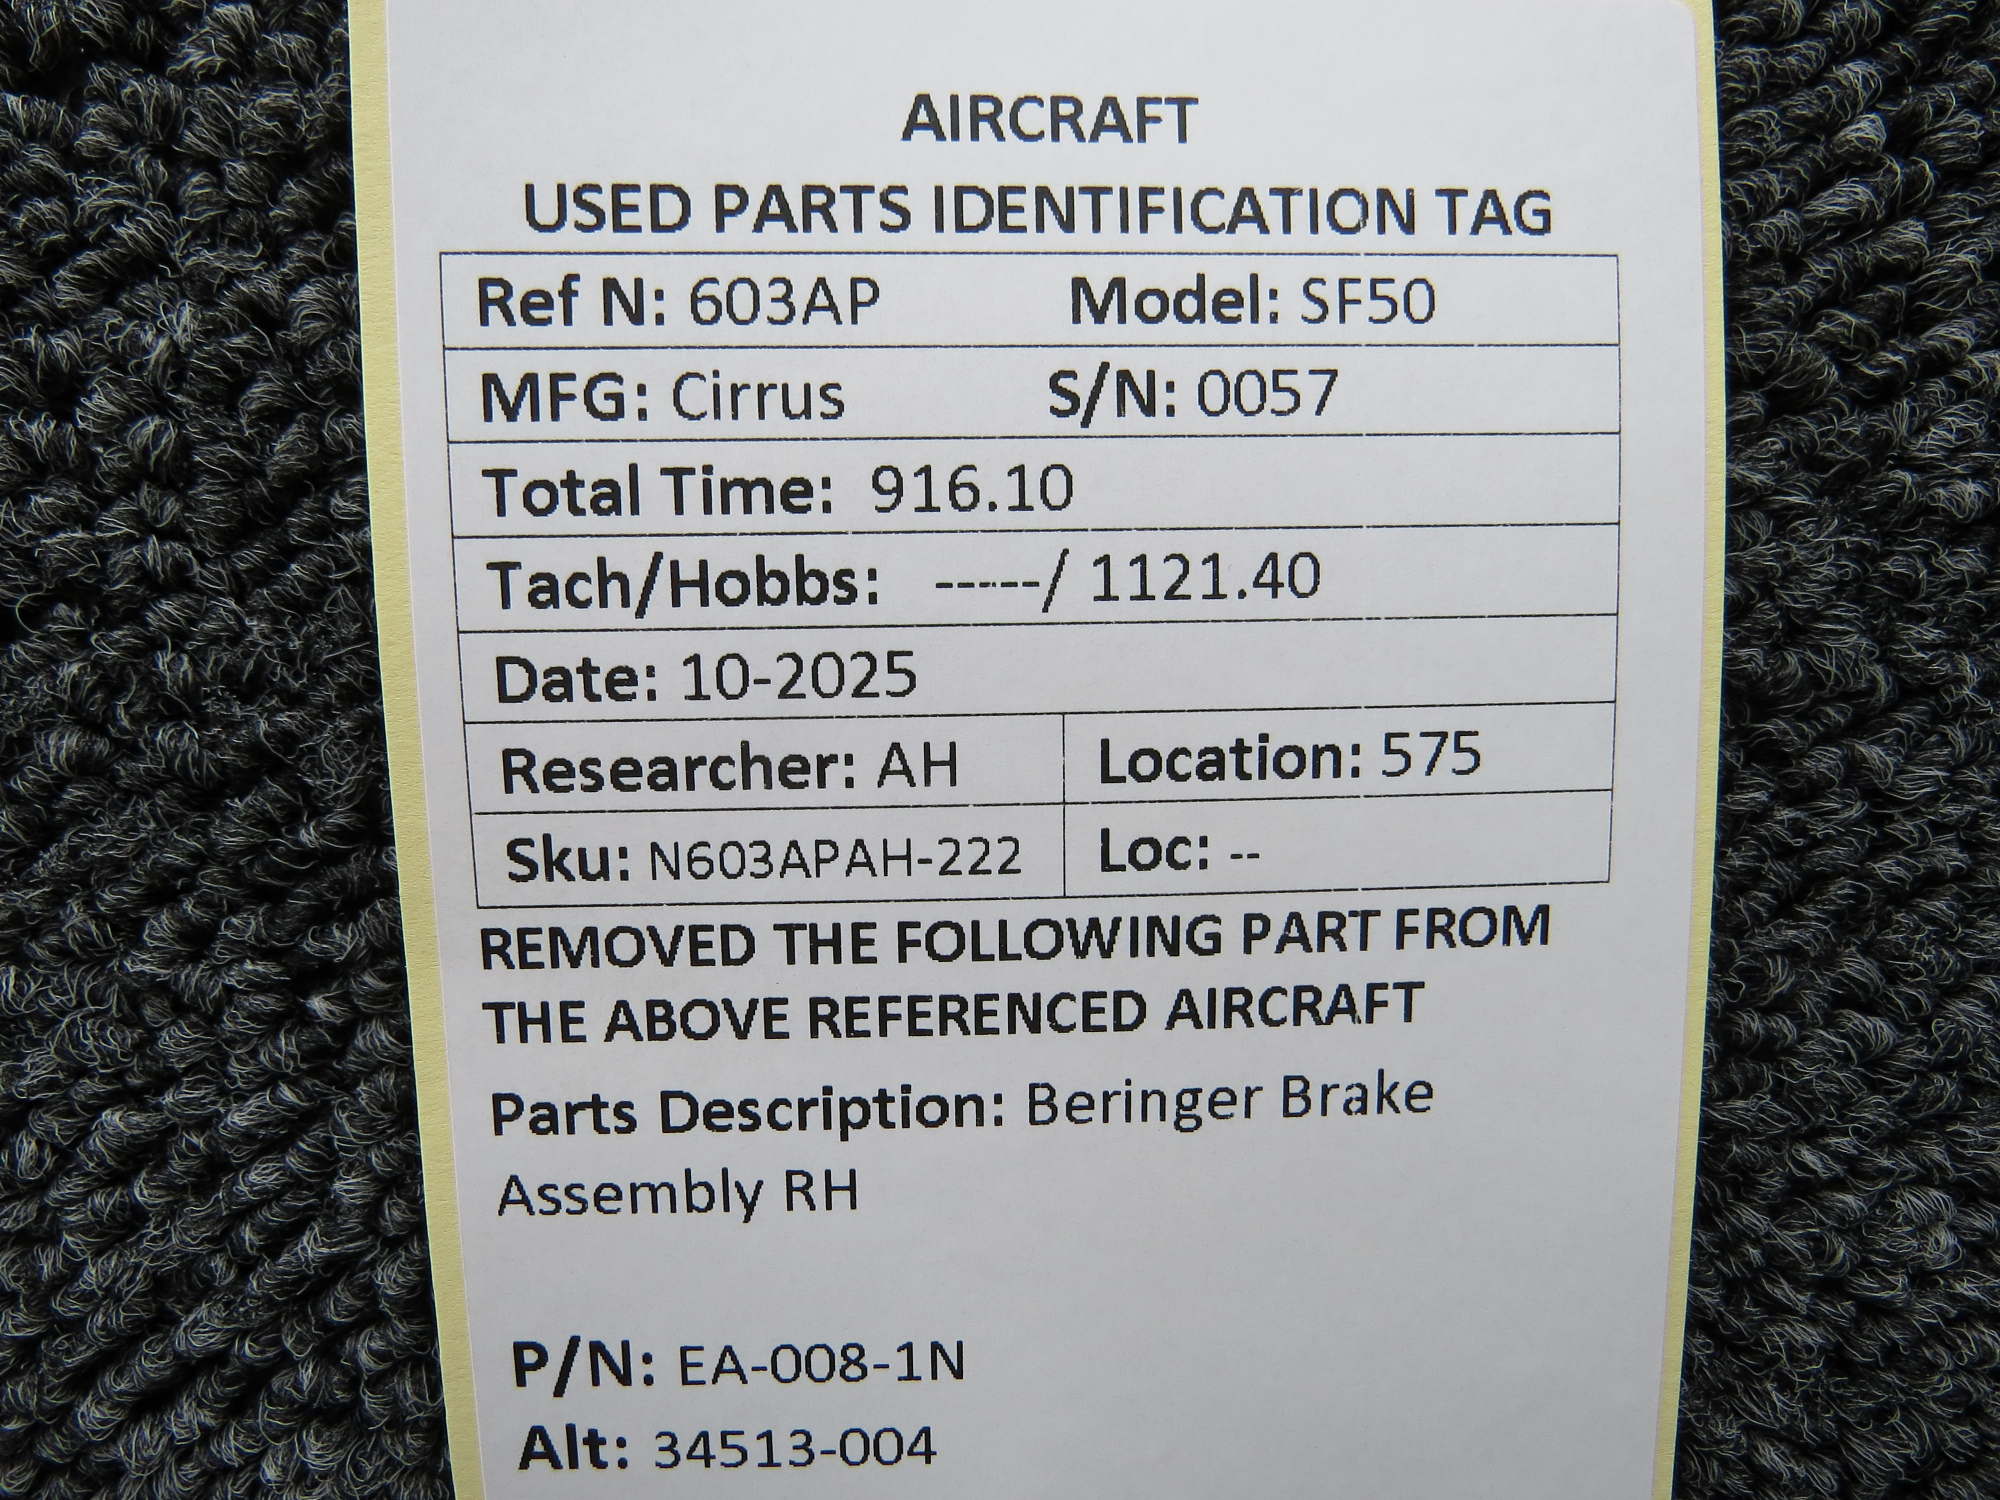 AIRCRAFT
USED PARTS IDENTIFICATION TAG
Ref N: 603AP Model: SF50
MFG: Cirrus S/N: 0057
Total Time: 916.10
Tach/Hobbs: -----/ 1121.40
Date: 10-2025
Researcher: AH Location: 575
Sku: N603APAH-222 Loc: --
REMOVED THE FOLLOWING PART FROM
THE ABOVE REFERENCED AIRCRAFT
Parts Description: Beringer Brake
Assembly RH
P/N: EA-008-1N
Alt: 34513-004